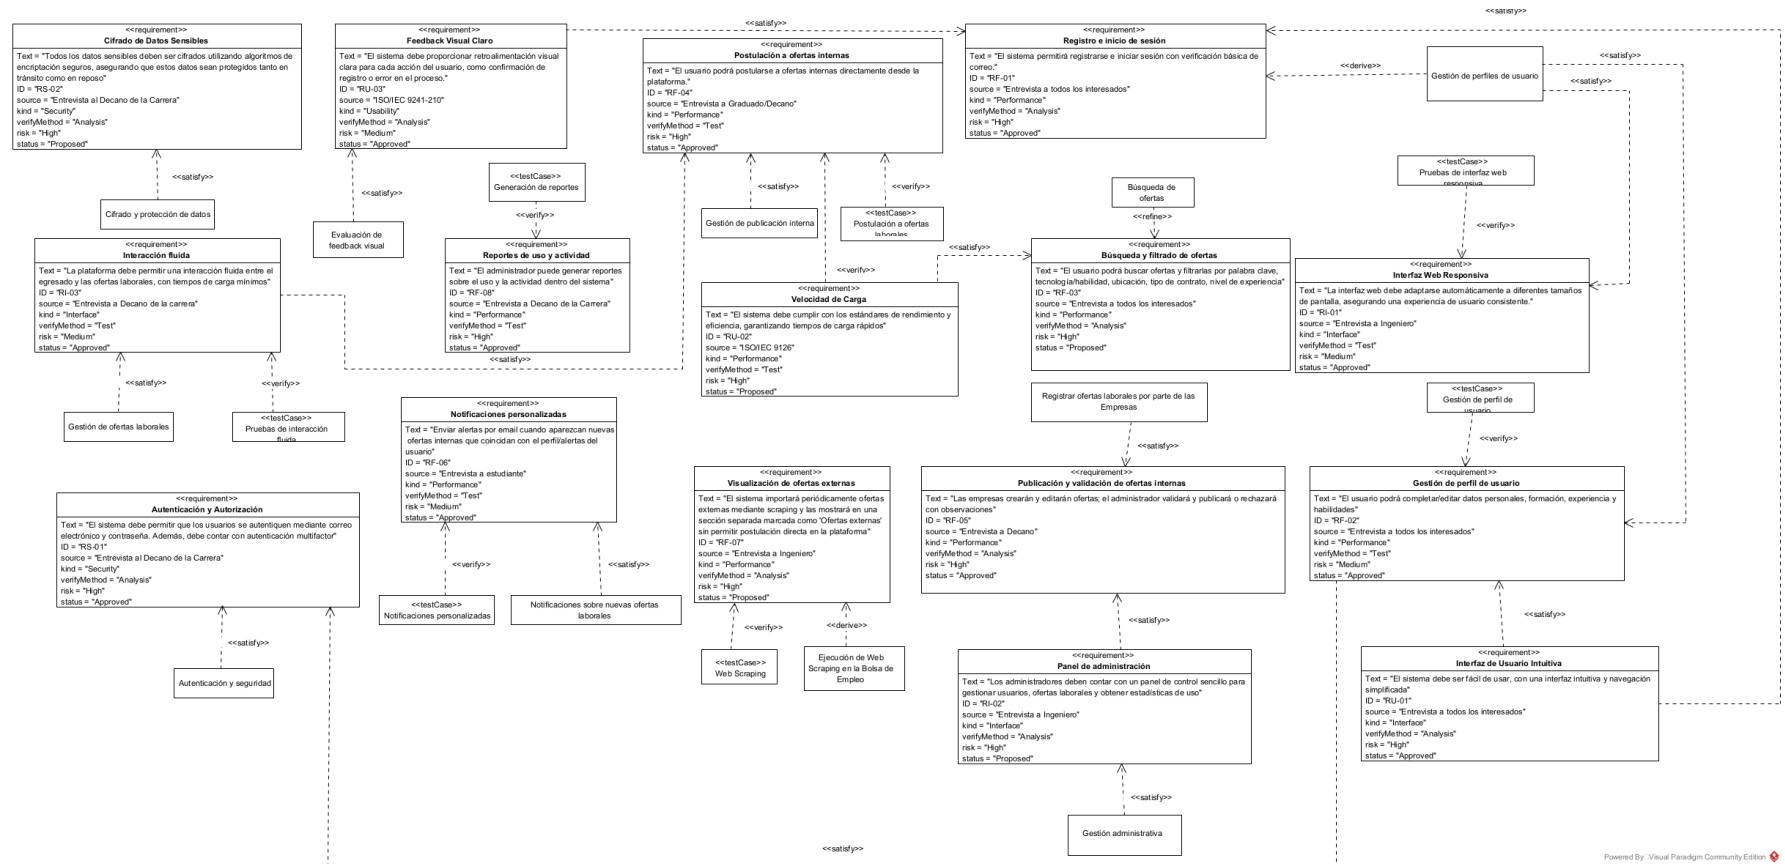 <<satisfy>>
<<satisfy>>
<<requirement>>
Cifrado de Datos Sensibles
Text = "Todos los datos sensibles deben ser cifrados utilizando algoritmos de
encriptación seguros, asegurando que estos datos sean protegidos tanto en
tránsito como en reposo"
ID = "RS-02"
source = "Entrevista al Decano de la Carrera"
kind = "Security"
verifyMethod = "Analysis"
risk = "High"
status = "Proposed"
<<requirement>>
Feedback Visual Claro
Text = "El sistema debe proporcionar retroalimentación visual
clara para cada acción del usuario, como confirmación de
registro o error en el proceso."
ID = "RU-03"
source = "ISO/IEC 9241-210"
kind = "Usability"
verifyMethod = "Analysis"
risk = "Medium"
status = "Approved"
<<requirement>>
Postulación a ofertas internas
Text = "El usuario podrá postularse a ofertas internas directamente desde la
plataforma."
ID = "RF-04"
source = "Entrevista a Graduado/Decano"
kind = "Performance"
verifyMethod = "Test"
risk = "High"
status = "Approved"
<<requirement>>
Registro e inicio de sesión
Text = "El sistema permitirá registrarse e iniciar sesión con verificación básica de
correo."
ID = "RF-01"
source = "Entrevista a todos los interesados"
kind = "Performance"
verifyMethod = "Analysis"
risk = "High"
status = "Approved"
<<derive>>
Gestión de perfiles de usuario
<<satisfy>>
<<satisfy>>
<<satisfy>>
Cifrado y protección de datos
<<satisfy>>
Evaluación de
feedback visual
<<testCase>>
Generación de reportes
<<verify>>
<<satisfy>>
Gestión de publicación interna
<<verify>>
<<testCase>>
Postulación a ofertas
laborales
Búsqueda de
ofertas
<<refine>>
<<testCase>>
Pruebas de interfaz web
responsiva
<<verify>>
<<requirement>>
Interacción fluida
Text = "La plataforma debe permitir una interacción fluida entre el
egresado y las ofertas laborales, con tiempos de carga mínimos"
ID = "RI-03"
source = "Entrevista a Decano de la carrera"
kind = "Interface"
verifyMethod = "Test"
risk = "Medium"
status = "Approved"
<<requirement>>
Reportes de uso y actividad
Text = "El administrador puede generar reportes
sobre el uso y la actividad dentro del sistema"
ID = "RF-08"
source = "Entrevista a Decano de la Carrera"
kind = "Performance"
verifyMethod = "Test"
risk = "High"
status = "Approved"
<<satisfy>>
<<verify>>
<<satisfy>>
<<requirement>>
Velocidad de Carga
Text = "El sistema debe cumplir con los estándares de rendimiento y
eficiencia, garantizando tiempos de carga rápidos"
ID = "RU-02"
source = "ISO/IEC 9126"
kind = "Performance"
verifyMethod = "Test"
risk = "High"
status = "Proposed"
<<requirement>>
Búsqueda y filtrado de ofertas
Text = "El usuario podrá buscar ofertas y filtrarlas por palabra clave,
tecnología/habilidad, ubicación, tipo de contrato, nivel de experiencia"
ID = "RF-03"
source = "Entrevista a todos los interesados"
kind = "Performance"
verifyMethod = "Analysis"
risk = "High"
status = "Proposed"
<<requirement>>
Interfaz Web Responsiva
Text = "La interfaz web debe adaptarse automáticamente a diferentes tamaños
de pantalla, asegurando una experiencia de usuario consistente."
ID = "RI-01"
source = "Entrevista a Ingeniero"
kind = "Interface"
verifyMethod = "Test"
risk = "Medium"
status = "Approved"
<<satisfy>>
Gestión de ofertas laborales
<<verify>>
<<testCase>>
Pruebas de interacción
fluida
<<requirement>>
Notificaciones personalizadas
Text = "Enviar alertas por email cuando aparezcan nuevas
ofertas internas que coincidan con el perfil/alertas del
usuario"
ID = "RF-06"
source = "Entrevista a estudiante"
kind = "Performance"
verifyMethod = "Test"
risk = "Medium"
status = "Approved"
Registrar ofertas laborales por parte de las
Empresas
<<satisfy>>
<<testCase>>
Gestión de perfil de
usuario
<<verify>>
<<requirement>>
Autenticación y Autorización
Text = "El sistema debe permitir que los usuarios se autentiquen mediante correo
electrónico y contraseña. Además, debe contar con autenticación multifactor"
ID = "RS-01"
source = "Entrevista al Decano de la Carrera"
kind = "Security"
verifyMethod = "Analysis"
risk = "High"
status = "Approved"
<<requirement>>
Visualización de ofertas externas
Text = "El sistema importará periódicamente ofertas
externas mediante scraping y las mostrará en una
sección separada marcada como 'Ofertas externas'
sin permitir postulación directa en la plataforma"
ID = "RF-07"
source = "Entrevista a Ingeniero"
kind = "Performance"
verifyMethod = "Analysis"
risk = "High"
status = "Proposed"
<<requirement>>
Publicación y validación de ofertas internas
Text = "Las empresas crearán y editarán ofertas; el administrador validará y publicará o rechazará
con observaciones"
ID = "RF-05"
source = "Entrevista a Decano"
kind = "Performance"
verifyMethod = "Analysis"
risk = "High"
status = "Approved"
<<requirement>>
Gestión de perfil de usuario
Text = "El usuario podrá completar/editar datos personales, formación, experiencia y
habilidades"
ID = "RF-02"
source = "Entrevista a todos los interesados"
kind = "Performance"
verifyMethod = "Test"
risk = "Medium"
status = "Approved"
<<verify>>
<<testCase>>
Notificaciones personalizadas
<<satisfy>>
Notificaciones sobre nuevas ofertas
laborales
<<satisfy>>
Autenticación y seguridad
<<verify>>
<<testCase>>
Web Scraping
<<derive>>
Ejecución de Web
Scraping en la Bolsa de
Empleo
<<satisfy>>
<<requirement>>
Panel de administración
Text = "Los administradores deben contar con un panel de control sencillo para
gestionar usuarios, ofertas laborales y obtener estadísticas de uso"
ID = "RI-02"
source = "Entrevista a Ingeniero"
kind = "Interface"
verifyMethod = "Analysis"
risk = "High"
status = "Proposed"
<<satisfy>>
<<requirement>>
Interfaz de Usuario Intuitiva
Text = "El sistema debe ser fácil de usar, con una interfaz intuitiva y navegación
simplificada"
ID = "RU-01"
source = "Entrevista a todos los interesados"
kind = "Interface"
verifyMethod = "Analysis"
risk = "High"
status = "Approved"
<<satisfy>>
Gestión administrativa
<<satisfy>>
Powered By: Visual Paradigm Community Edition